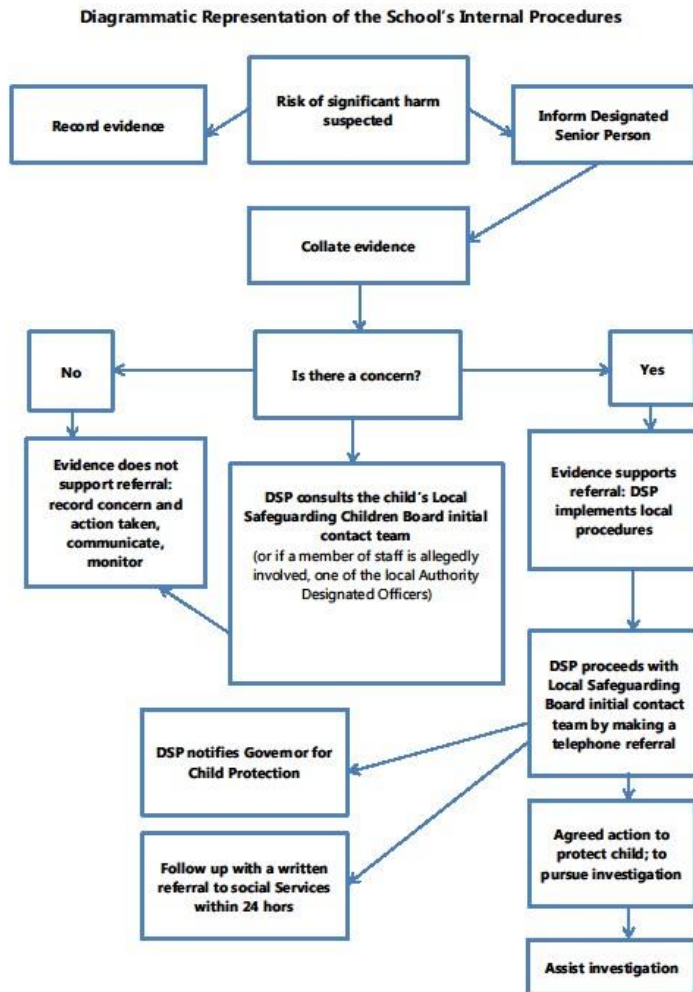 Diagrammatic Representation of the School's Internal Procedures
Record evidence
Risk of significant harm
suspected
Inform Designated
Senior Person
Collate evidence
No
Is there a concern?
Yes
Evidence does not
support referral:
record concern and
action taken,
communicate,
monitor
DSP consults the child's Local
Safeguarding Children Board initial
contact team
(or if a member of staff is allegedly
involved, one of the local Authority
Designated Officers)
Evidence supports
referral: DSP
implements local
procedures
DSP proceeds with
Local Safeguarding
Board initial contact
team by making a
telephone referral
DSP notifies Governor for
Child Protection
Follow up with a written
referral to social Services
within 24 hors
Agreed action to
protect child; to
pursue investigation
Assist investigation